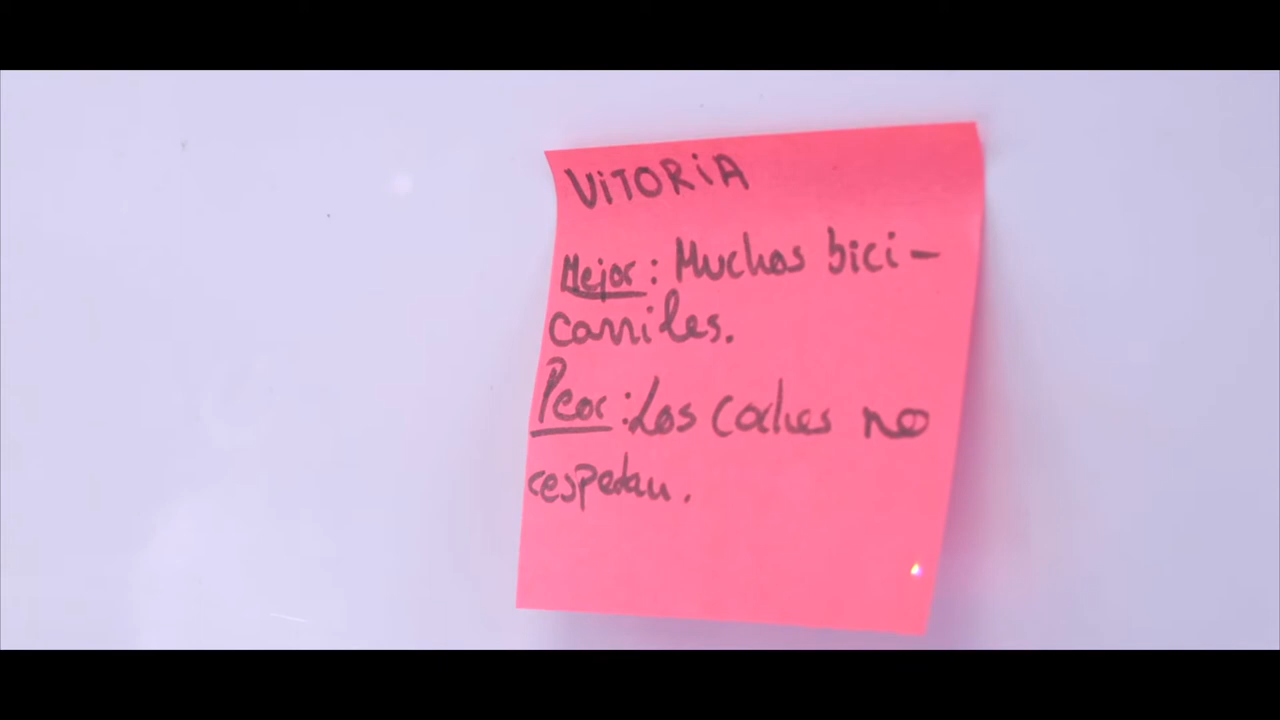 ViTORiA
Mejor: Muchos bici-
carriles.
Peor: Los coches no
respetan.